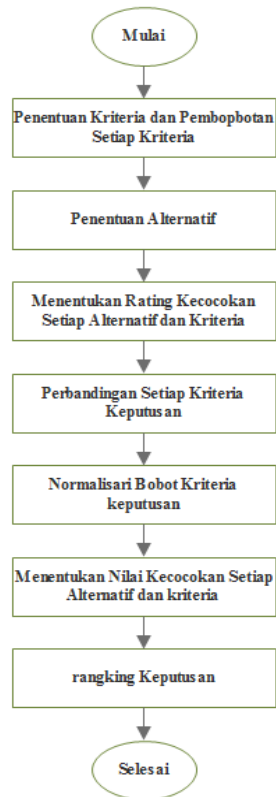 Mulai
Penentuan Kriteria dan Pembopbotan
Setiap Kriteria
Penentuan Alternatif
Menentukan Rating Kecocokan
Setiap Alternatif dan Kriteria
Perbandingan Setiap Kriteria
Keputusan
Normalisari Bobot Kriteria
keputusan
Menentukan Nilai Kecocokan Setiap
Alternatif dan kriteria
rangking Keputusan
Selesai